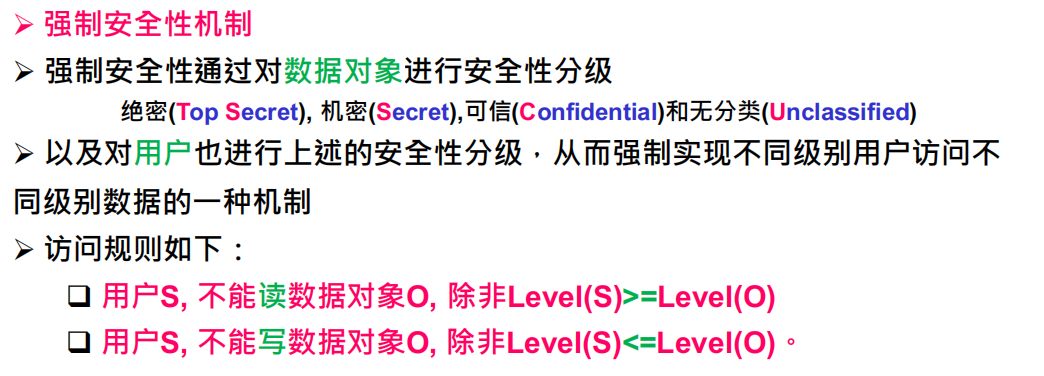 ➢ 强制安全性机制
➢ 强制安全性通过对数据对象进行安全性分级
绝密(Top Secret), 机密(Secret),可信(Confidential)和无分类(Unclassified)
➢ 以及对用户也进行上述的安全性分级，从而强制实现不同级别用户访问不
同级别数据的一种机制
➢ 访问规则如下：
❑ 用户S, 不能读数据对象O, 除非Level(S)>=Level(O)
❑ 用户S, 不能写数据对象O, 除非Level(S)<=Level(O)。